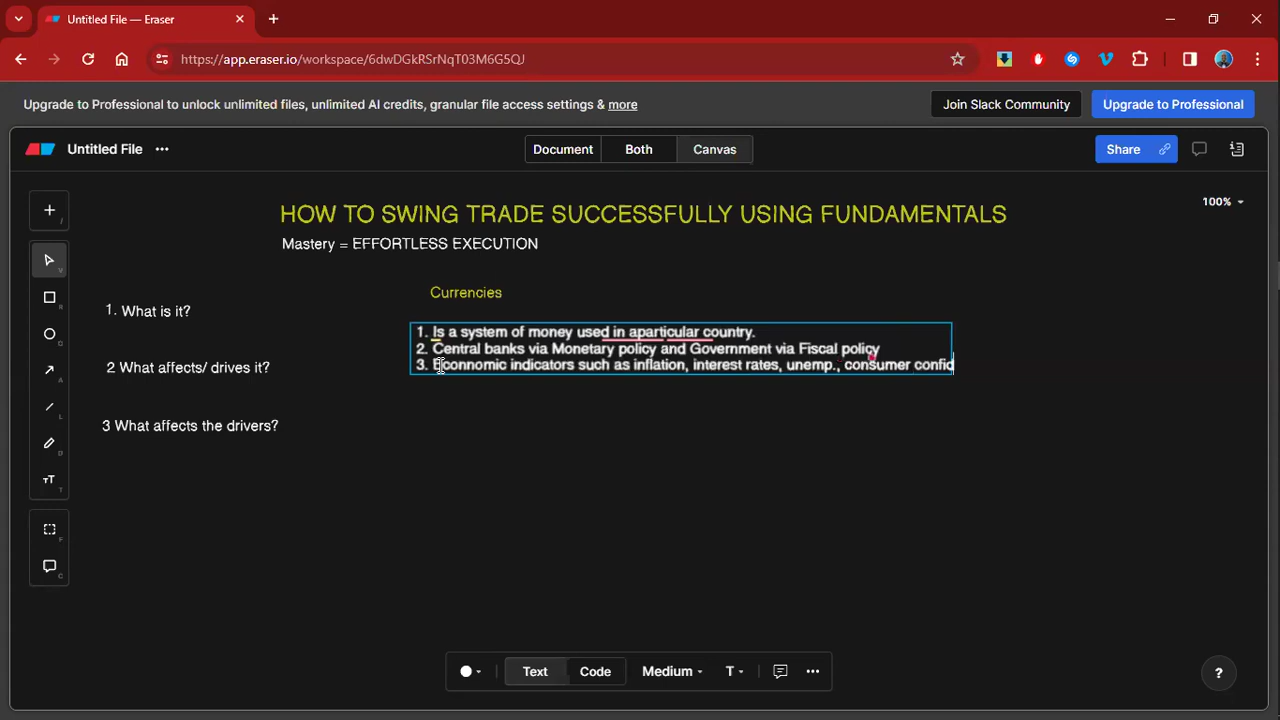 Untitled File — Eraser
https://app.eraser.io/workspace/6dwDGkRSrNqT03M6G5QJ
Upgrade to Professional to unlock unlimited files, unlimited AI credits, granular file access settings & more
Join Slack Community
Upgrade to Professional
Untitled File
Document
Both
Canvas
Share
100%
HOW TO SWING TRADE SUCCESSFULLY USING FUNDAMENTALS
Mastery = EFFORTLESS EXECUTION
Currencies
1. What is it?
1. Is a system of money used in aparticular country.
2. Central banks via Monetary policy and Government via Fiscal policy
3. Econnomic indicators such as inflation, interest rates, unemp., consumer confid
2 What affects/ drives it?
3 What affects the drivers?
/
V
R
O
A
L
D
T
F
C
Text
Code
Medium
T
?